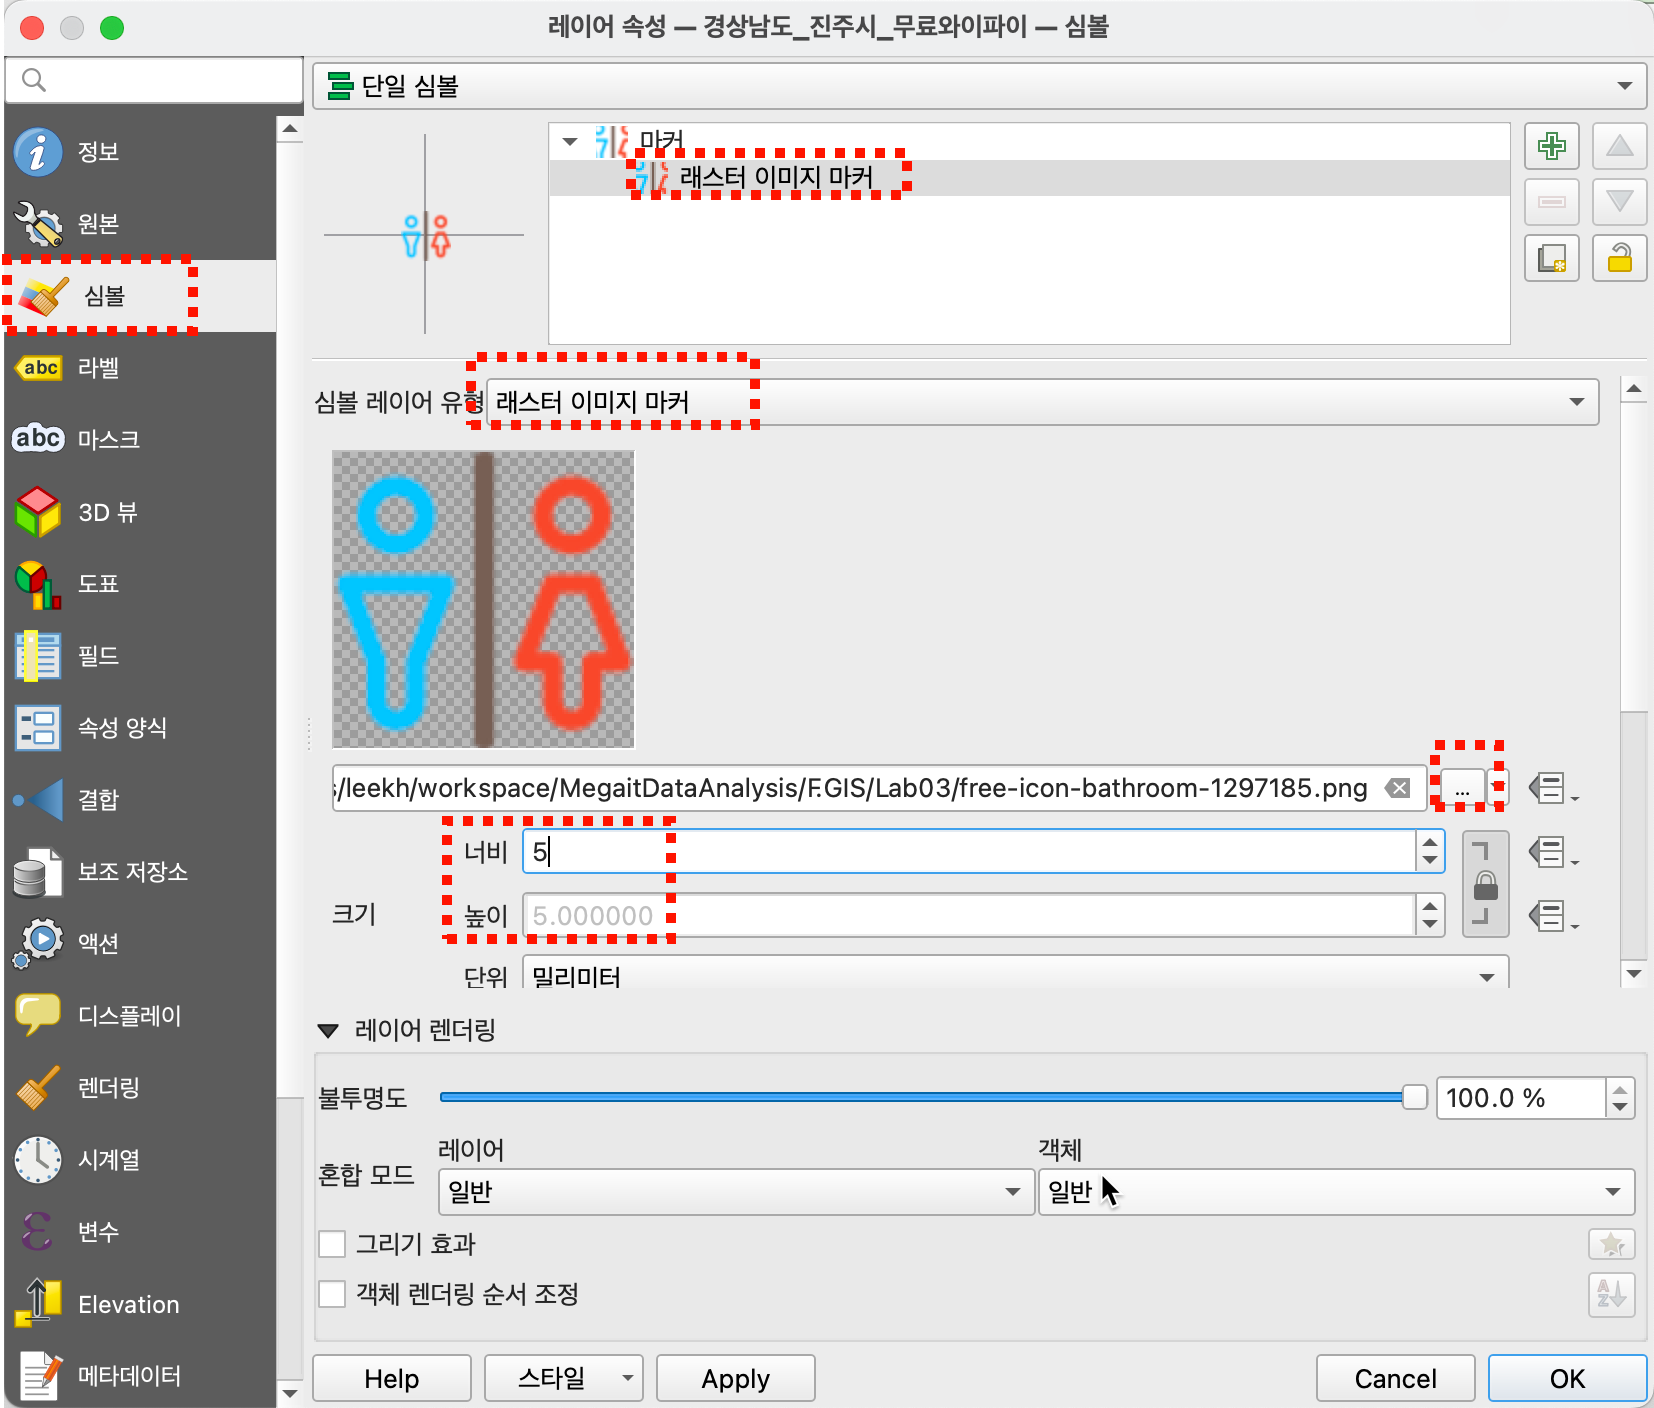 레이어 속성 — 경상남도_진주시_무료와이파이 — 심볼
단일 심볼
정보
원본
심볼
abc 라벨
abc 마스크
3D 뷰
도표
필드
속성 양식
결합
보조 저장소
액션
디스플레이
렌더링
시계열
변수
Elevation
메타데이터
마커
래스터 이미지 마커
심볼 레이어 유형 래스터 이미지 마커
/leekh/workspace/MegaitDataAnalysis/F.GIS/Lab03/free-icon-bathroom-1297185.png
...
크기
너비 5
높이 5.000000
단위 밀리미터
레이어 렌더링
불투명도 100.0 %
혼합 모드
레이어
일반
객체
일반
그리기 효과
객체 렌더링 순서 조정
Help 스타일 Apply Cancel OK